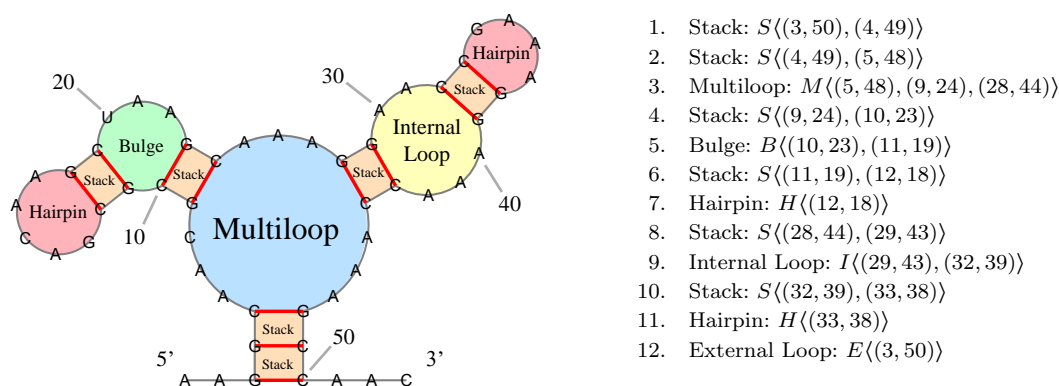 G
A
A
A
G
Hairpin
C
C
Stack
G
A
A
30
A
G
Internal
Loop
G
Stack
C
C
A
A
A
40
20
U
A
A
G
C
Bulge
A
A
A
G
C
G
Stack
A
A
C
A
G
C
Hairpin
G
C
Stack
10
G
C
A
A
C
Multiloop
A
A
A
G
C
Stack
G
C
Stack
50
5’
3’
A
A
G
C
A
A
C
1. Stack: S⟨(3, 50), (4, 49)⟩
2. Stack: S⟨(4, 49), (5, 48)⟩
3. Multiloop: M⟨(5, 48), (9, 24), (28, 44)⟩
4. Stack: S⟨(9, 24), (10, 23)⟩
5. Bulge: B⟨(10, 23), (11, 19)⟩
6. Stack: S⟨(11, 19), (12, 18)⟩
7. Hairpin: H⟨(12, 18)⟩
8. Stack: S⟨(28, 44), (29, 43)⟩
9. Internal Loop: I⟨(29, 43), (32, 39)⟩
10. Stack: S⟨(32, 39), (33, 38)⟩
11. Hairpin: H⟨(33, 38)⟩
12. External Loop: E⟨(3, 50)⟩